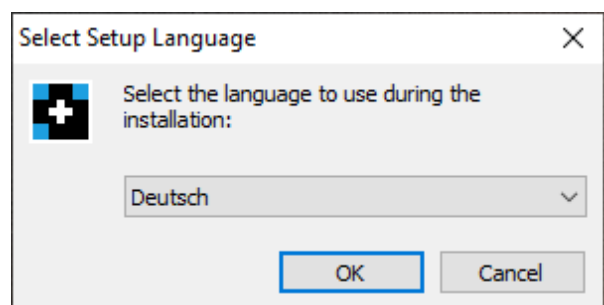 Select Setup Language
Select the language to use during the
installation:
Deutsch
OK
Cancel